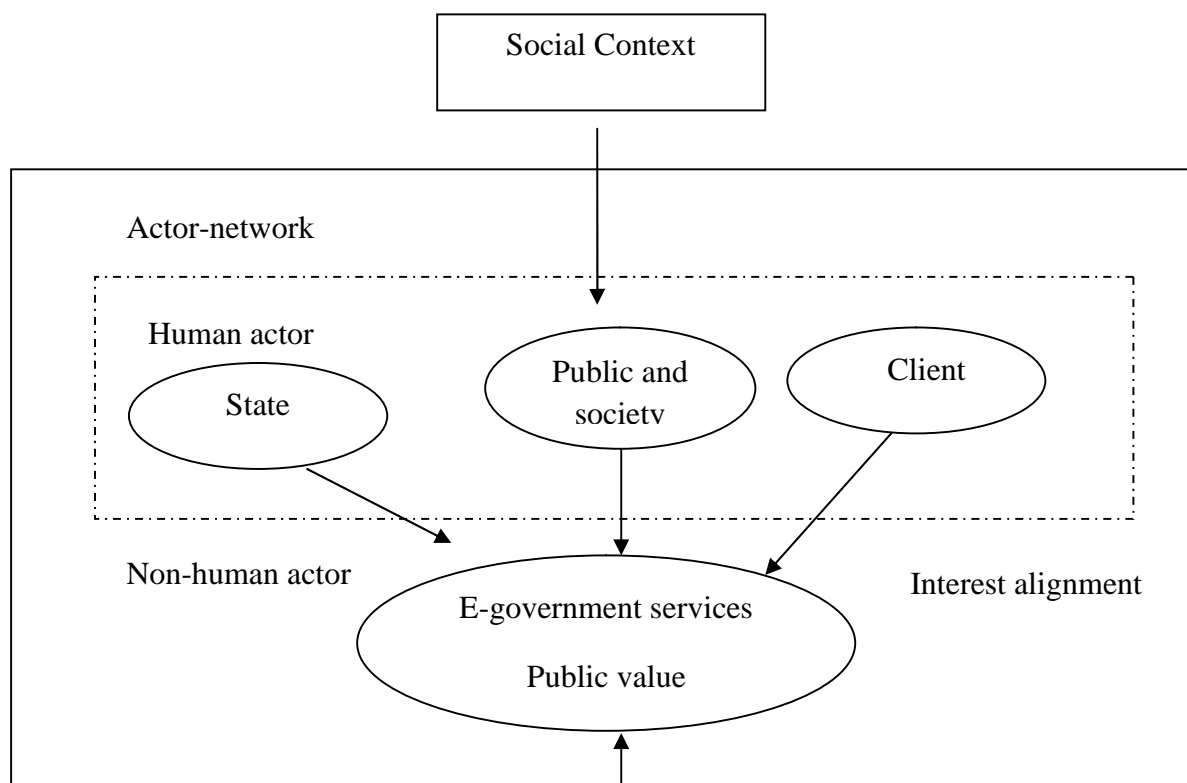 Social Context
Actor-network
Human actor
State
Public and
society
Client
Non-human actor
Interest alignment
E-government services
Public value